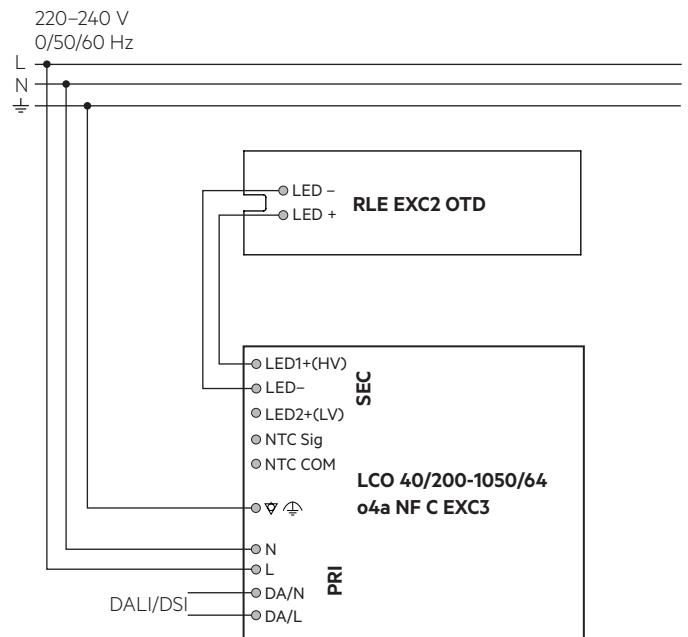 220–240 V
0/50/60 Hz
L
N
LED –
LED +
RLE EXC2 OTD
LED1+(HV)
LED–
LED2+(LV)
NTC Sig
NTC COM
SEC
LCO 40/200-1050/64
o4a NF C EXC3
N
L
DA/N
DA/L
PRI
DALI/DSI